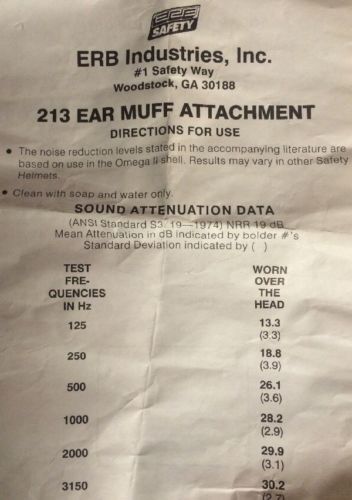 ERB
SAFETY
ERB Industries, Inc.
#1 Safety Way
Woodstock, GA 30188
213 EAR MUFF ATTACHMENT
DIRECTIONS FOR USE
• The noise reduction levels stated in the accompanying literature are
based on use in the Omega II shell. Results may vary in other Safety
Helmets.
• Clean with soap and water only.
SOUND ATTENUATION DATA
(ANSI Standard S3. 19—1974) NRR 19 dB
Mean Attenuation in dB indicated by bolder #'s
Standard Deviation indicated by ( )
TEST
FRE-
QUENCIES
IN Hz
WORN
OVER
THE
HEAD
125 13.3
(3.3)
250 18.8
(3.9)
500 26.1
(3.6)
1000 28.2
(2.9)
2000 29.9
(3.1)
3150 30.2
(2.7)